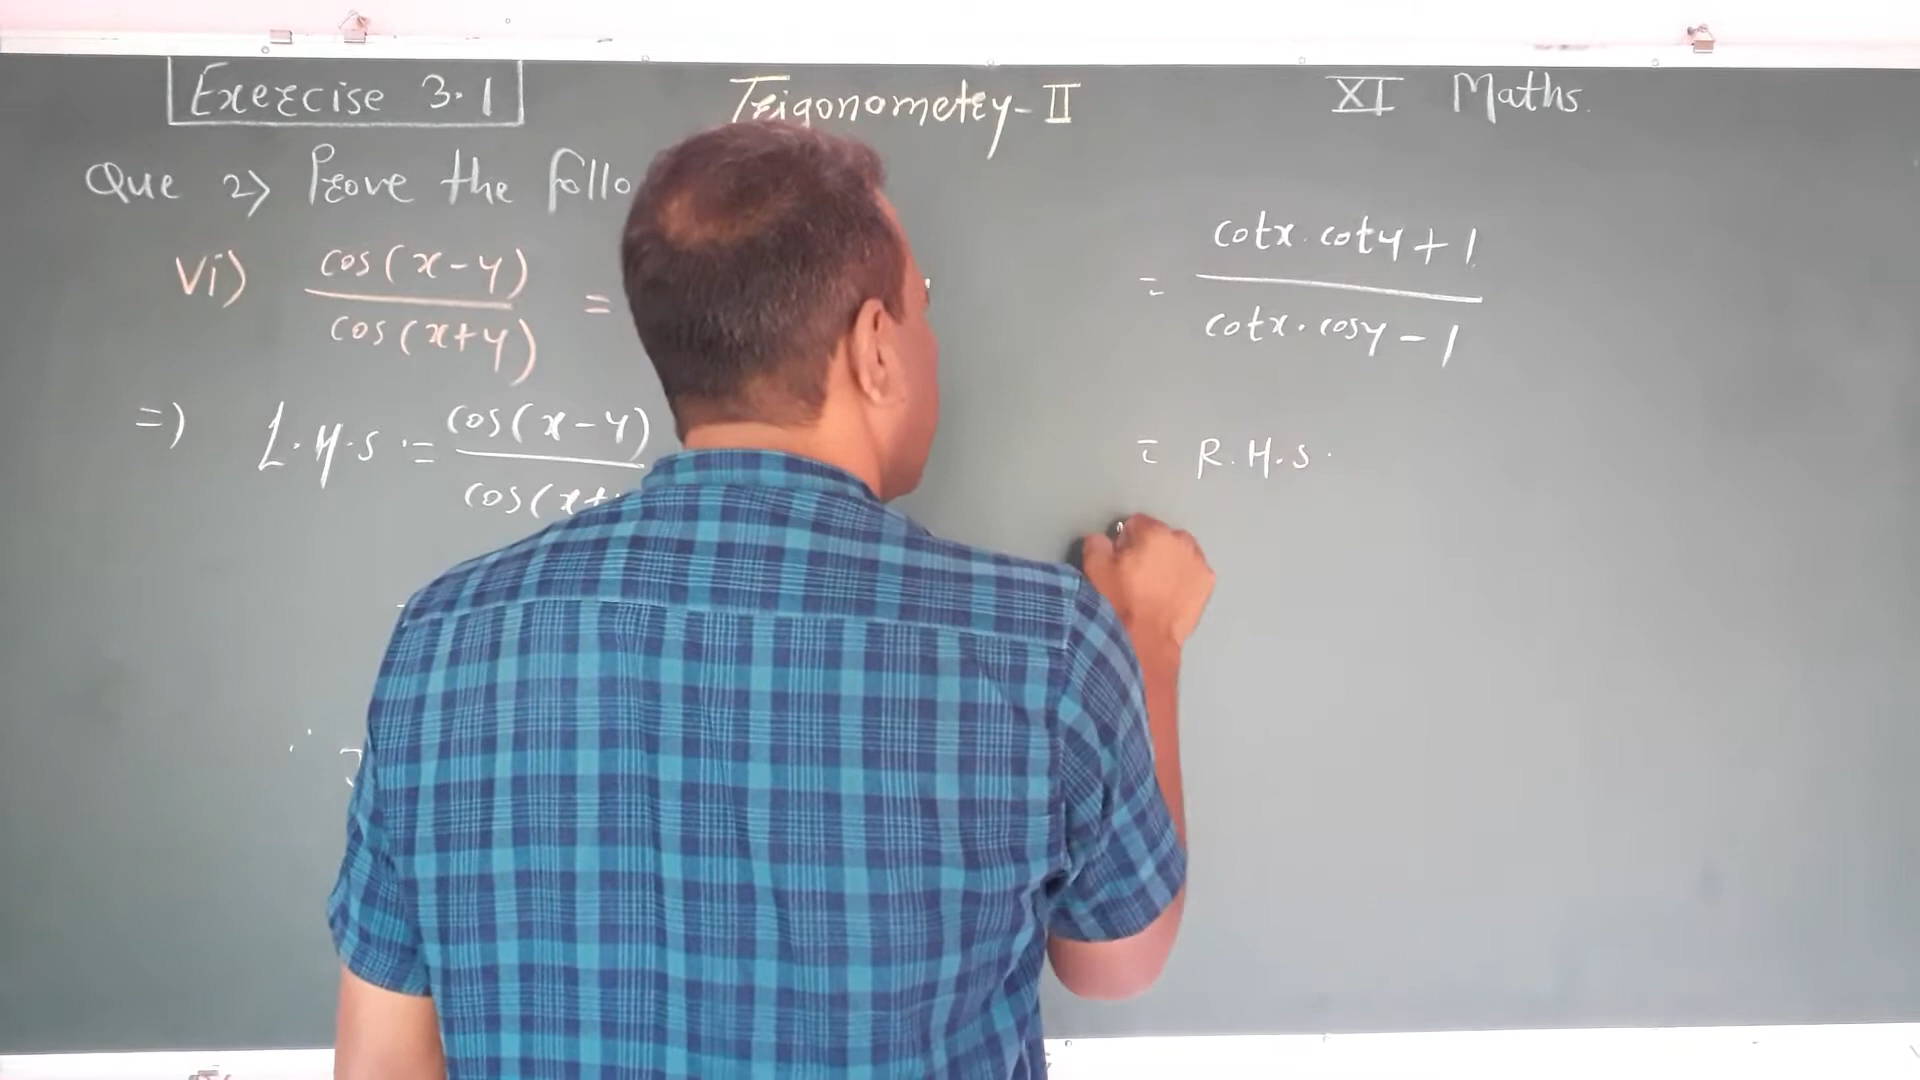 Exercise 3.1
Trigonometry-II
XI Maths.
Que 2) Prove the follo
vi) cos(x-y)
cos(x+y)
=
=) L.H.S. = cos(x-y)
cos(x+
= cotx.coty+1
cotx.cosy-1
= R.H.S.